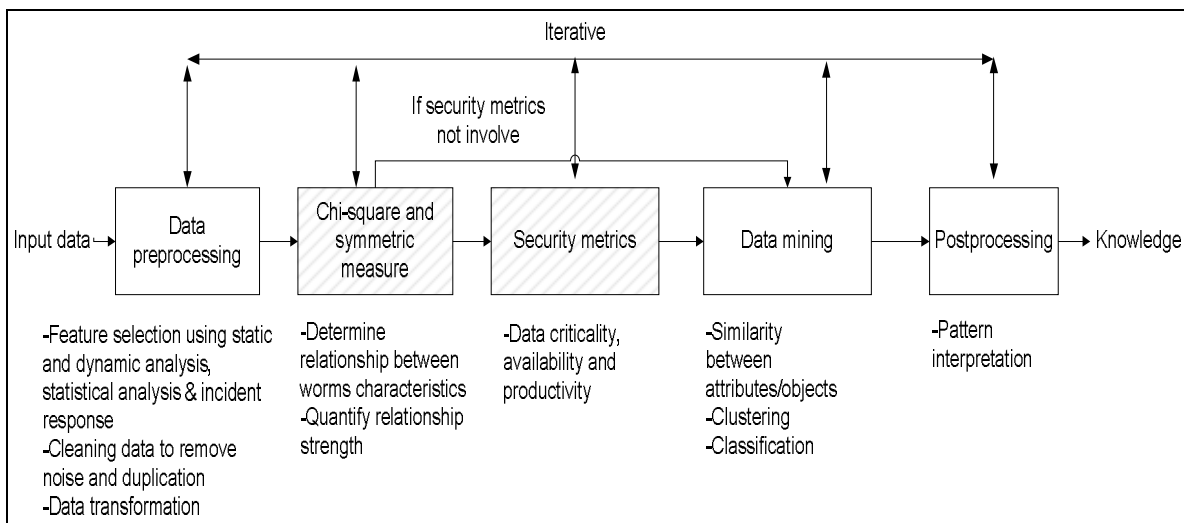 Iterative
If security metrics
not involve
Input data
Data
preprocessing
Chi-square and
symmetric
measure
Security metrics
Data mining
Postprocessing
Knowledge
-Feature selection using static
and dynamic analysis,
statistical analysis & incident
response
-Cleaning data to remove
noise and duplication
-Data transformation
-Determine
relationship between
worms characteristics
-Quantify relationship
strength
-Data criticality,
availability and
productivity
-Similarity
between
attributes/objects
-Clustering
-Classification
-Pattern
interpretation